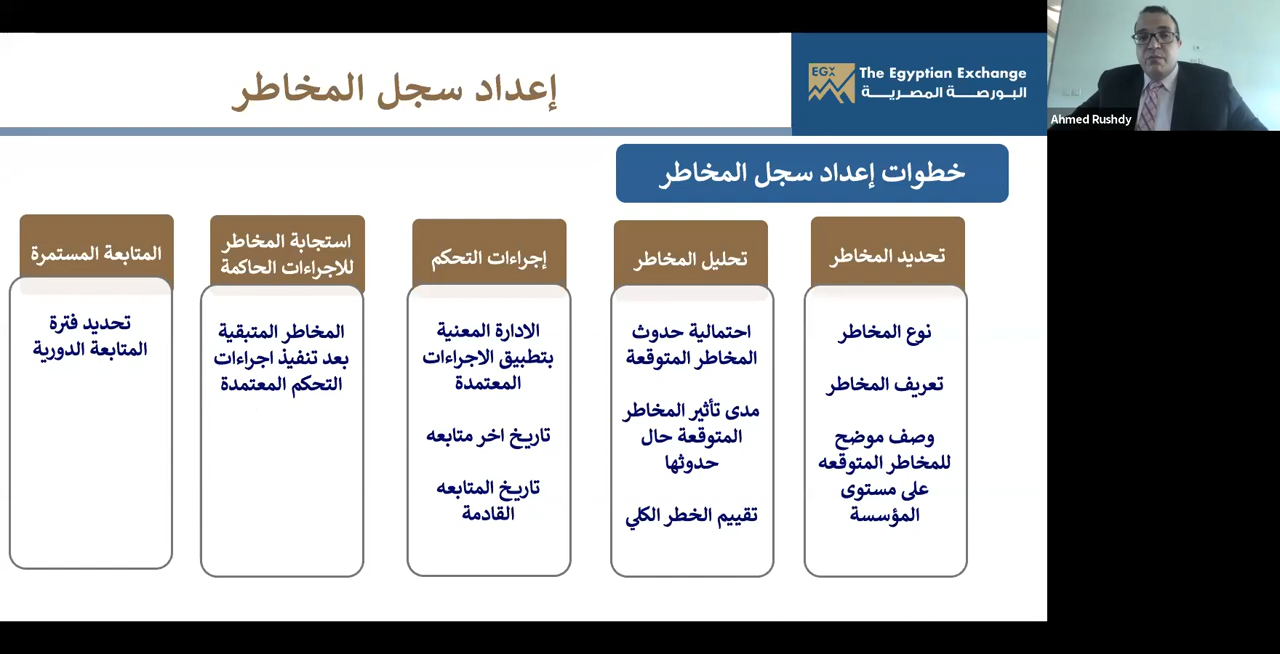 إعداد سجل المخاطر
EGX
The Egyptian Exchange
البورصة المصرية
Ahmed Rushdy
خطوات إعداد سجل المخاطر
تحديد المخاطر
نوع المخاطر
تعريف المخاطر
وصف موضح
للمخاطر المتوقعه
على مستوى
المؤسسة
تحليل المخاطر
احتمالية حدوث
المخاطر المتوقعة
مدى تأثير المخاطر
المتوقعة حال
حدوثها
تقييم الخطر الكلي
إجراءات التحكم
الادارة المعنية
بتطبيق الاجراءات
المعتمدة
تاريخ اخر متابعه
تاريخ المتابعه
القادمة
استجابة المخاطر
للاجراءات الحاكمة
المخاطر المتبقية
بعد تنفيذ اجراءات
التحكم المعتمدة
المتابعة المستمرة
تحديد فترة
المتابعة الدورية